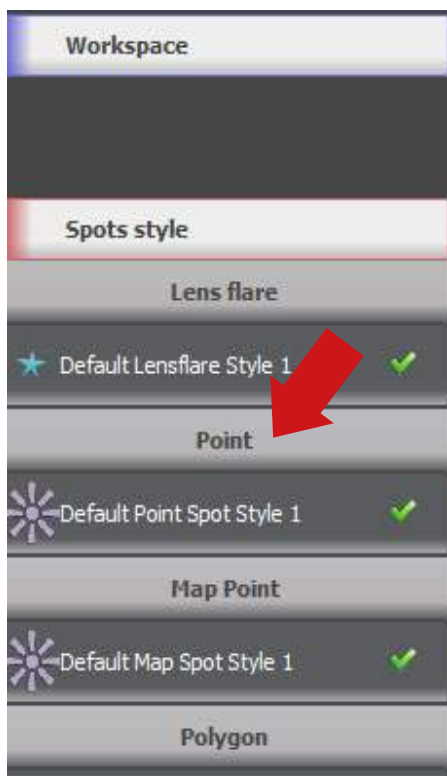 Workspace
Spots style
Lens flare
Default Lensflare Style 1
Point
Default Point Spot Style 1
Map Point
Default Map Spot Style 1
Polygon